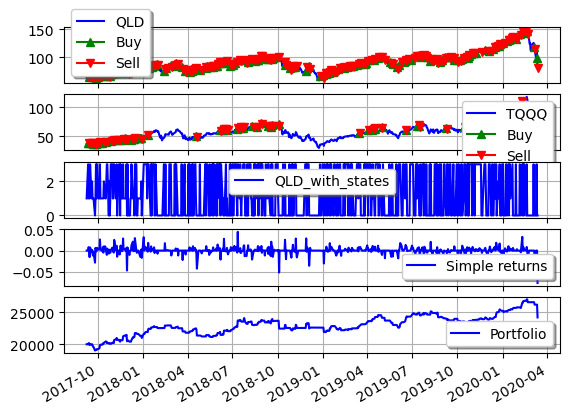 QLD
Buy
Sell
150
100
TQQQ
Buy
Sell
100
50
QLD_with_states
2
0
0.05
0.00
−0.05
Simple returns
25000
20000
Portfolio
2017-10
2018-01
2018-04
2018-07
2018-10
2019-01
2019-04
2019-07
2019-10
2020-01
2020-04